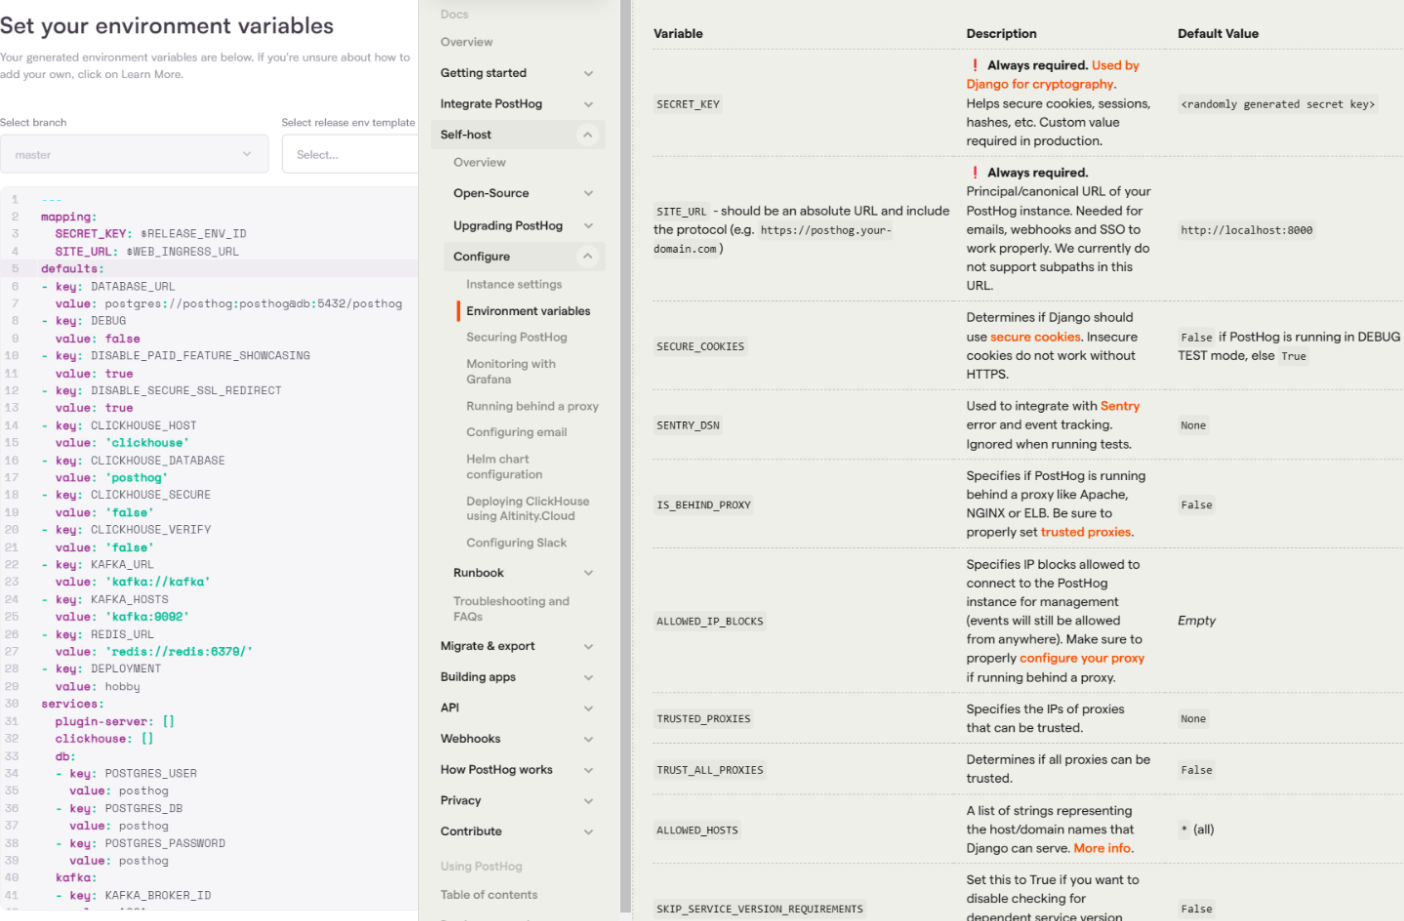 Set your environment variables
Your generated environment variables are below. If you're unsure about how to
add your own, click on Learn More.
Select branch
Select release env template
master
Select...
1 ---
2 mapping:
3 SECRET_KEY: $RELEASE_ENV_ID
4 SITE_URL: $WEB_INGRESS_URL
5 defaults:
6 - key: DATABASE_URL
7 value: postgres://posthog:posthog@db:5432/posthog
8 - key: DEBUG
9 value: false
10 - key: DISABLE_PAID_FEATURE_SHOWCASING
11 value: true
12 - key: DISABLE_SECURE_SSL_REDIRECT
13 value: true
14 - key: CLICKHOUSE_HOST
15 value: 'clickhouse'
16 - key: CLICKHOUSE_DATABASE
17 value: 'posthog'
18 - key: CLICKHOUSE_SECURE
19 value: 'false'
20 - key: CLICKHOUSE_VERIFY
21 value: 'false'
22 - key: KAFKA_URL
23 value: 'kafka://kafka'
24 - key: KAFKA_HOSTS
25 value: 'kafka:9092'
26 - key: REDIS_URL
27 value: 'redis://redis:6379/'
28 - key: DEPLOYMENT
29 value: hobby
30 services:
31 plugin-server: []
32 clickhouse: []
33 db:
34 - key: POSTGRES_USER
35 value: posthog
36 - key: POSTGRES_DB
37 value: posthog
38 - key: POSTGRES_PASSWORD
39 value: posthog
40 kafka:
41 - key: KAFKA_BROKER_ID
Docs
Overview
Getting started
Integrate PostHog
Self-host
Overview
Open-Source
Upgrading PostHog
Configure
Instance settings
Environment variables
Securing PostHog
Monitoring with
Grafana
Running behind a proxy
Configuring email
Helm chart
configuration
Deploying ClickHouse
using Altinity.Cloud
Configuring Slack
Runbook
Troubleshooting and
FAQs
Migrate & export
Building apps
API
Webhooks
How PostHog works
Privacy
Contribute
Using PostHog
Table of contents
Variable
Description
Default Value
SECRET_KEY
❗ Always required. Used by
Django for cryptography.
Helps secure cookies, sessions,
hashes, etc. Custom value
required in production.
<randomly generated secret key>
SITE_URL - should be an absolute URL and include
the protocol (e.g. https://posthog.your-
domain.com )
❗ Always required.
Principal/canonical URL of your
PostHog instance. Needed for
emails, webhooks and SSO to
work properly. We currently do
not support subpaths in this
URL.
http://localhost:8000
SECURE_COOKIES
Determines if Django should
use secure cookies. Insecure
cookies do not work without
HTTPS.
False if PostHog is running in DEBUG
TEST mode, else True
SENTRY_DSN
Used to integrate with Sentry
error and event tracking.
Ignored when running tests.
None
IS_BEHIND_PROXY
Specifies if PostHog is running
behind a proxy like Apache,
NGINX or ELB. Be sure to
properly set trusted proxies.
False
ALLOWED_IP_BLOCKS
Specifies IP blocks allowed to
connect to the PostHog
instance for management
(events will still be allowed
from anywhere). Make sure to
properly configure your proxy
if running behind a proxy.
Empty
TRUSTED_PROXIES
Specifies the IPs of proxies
that can be trusted.
None
TRUST_ALL_PROXIES
Determines if all proxies can be
trusted.
False
ALLOWED_HOSTS
A list of strings representing
the host/domain names that
Django can serve. More info.
* (all)
SKIP_SERVICE_VERSION_REQUIREMENTS
Set this to True if you want to
disable checking for
dependent service version
False